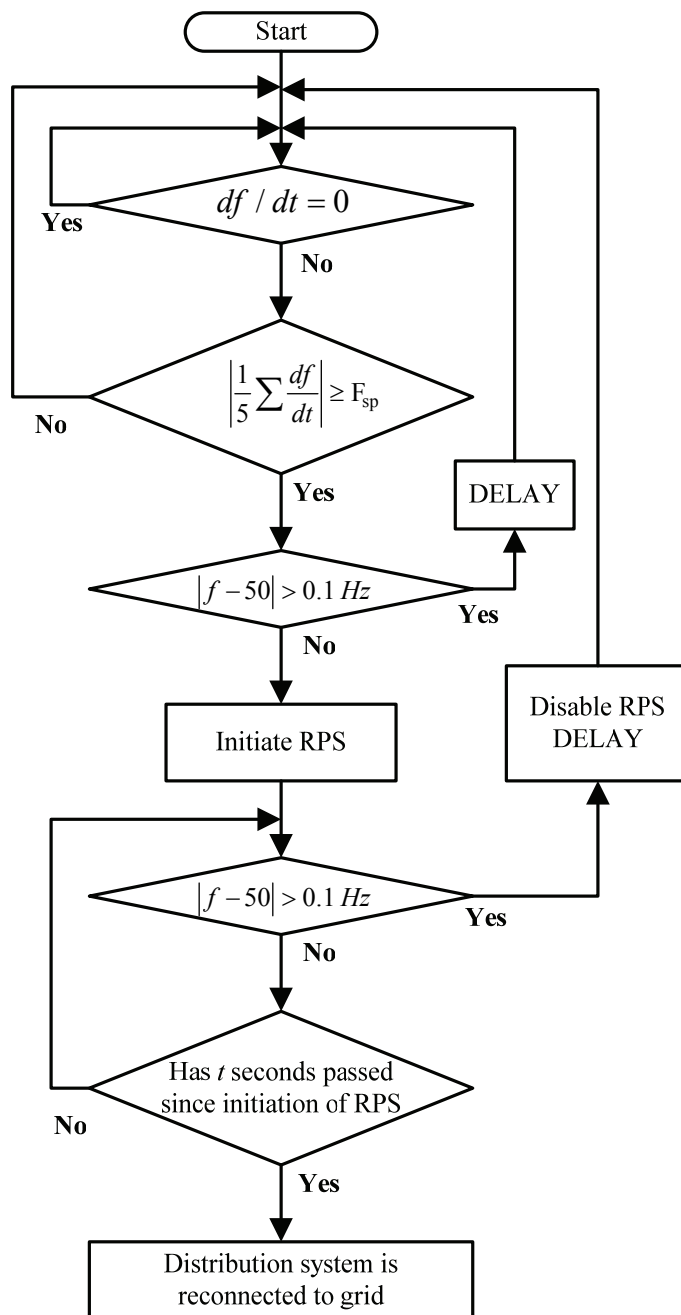 Start
df / dt = 0
Yes
No
|1/5 ∑ df/dt| ≥ F_sp
No
Yes
DELAY
|f − 50| > 0.1 Hz
Yes
No
Initiate RPS
Disable RPS
DELAY
|f − 50| > 0.1 Hz
Yes
No
Has t seconds passed
since initiation of RPS
No
Yes
Distribution system is
reconnected to grid